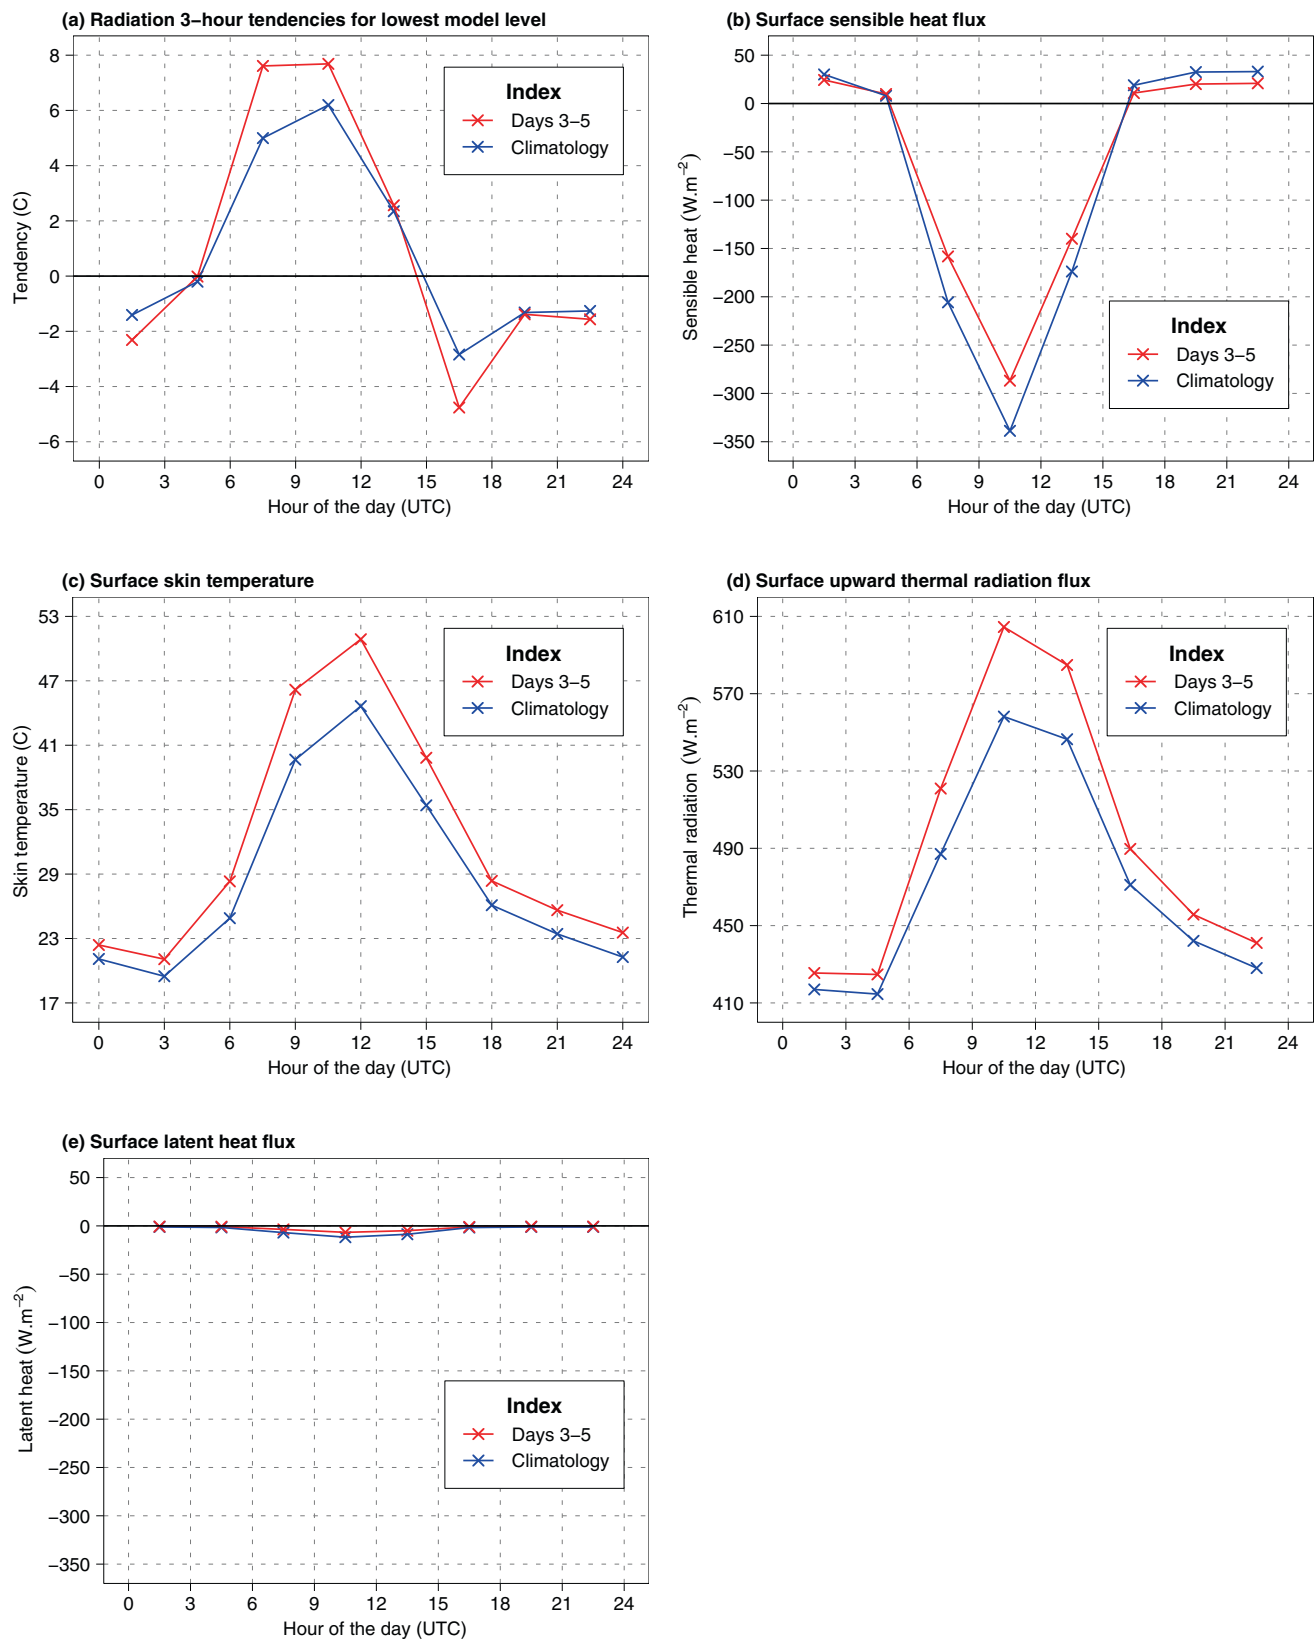 (a) Radiation 3−hour tendencies for lowest model level
8
6
4
2
0
−2
−4
−6
Tendency (C)
0 3 6 9 12 15 18 21 24
Hour of the day (UTC)
Index
Days 3−5
Climatology
(b) Surface sensible heat flux
50
0
−50
−100
−150
−200
−250
−300
−350
Sensible heat (W.m−2)
0 3 6 9 12 15 18 21 24
Hour of the day (UTC)
Index
Days 3−5
Climatology
(c) Surface skin temperature
53
47
41
35
29
23
17
Skin temperature (C)
0 3 6 9 12 15 18 21 24
Hour of the day (UTC)
Index
Days 3−5
Climatology
(d) Surface upward thermal radiation flux
610
570
530
490
450
410
Thermal radiation (W.m−2)
0 3 6 9 12 15 18 21 24
Hour of the day (UTC)
Index
Days 3−5
Climatology
(e) Surface latent heat flux
50
0
−50
−100
−150
−200
−250
−300
−350
Latent heat (W.m−2)
0 3 6 9 12 15 18 21 24
Hour of the day (UTC)
Index
Days 3−5
Climatology